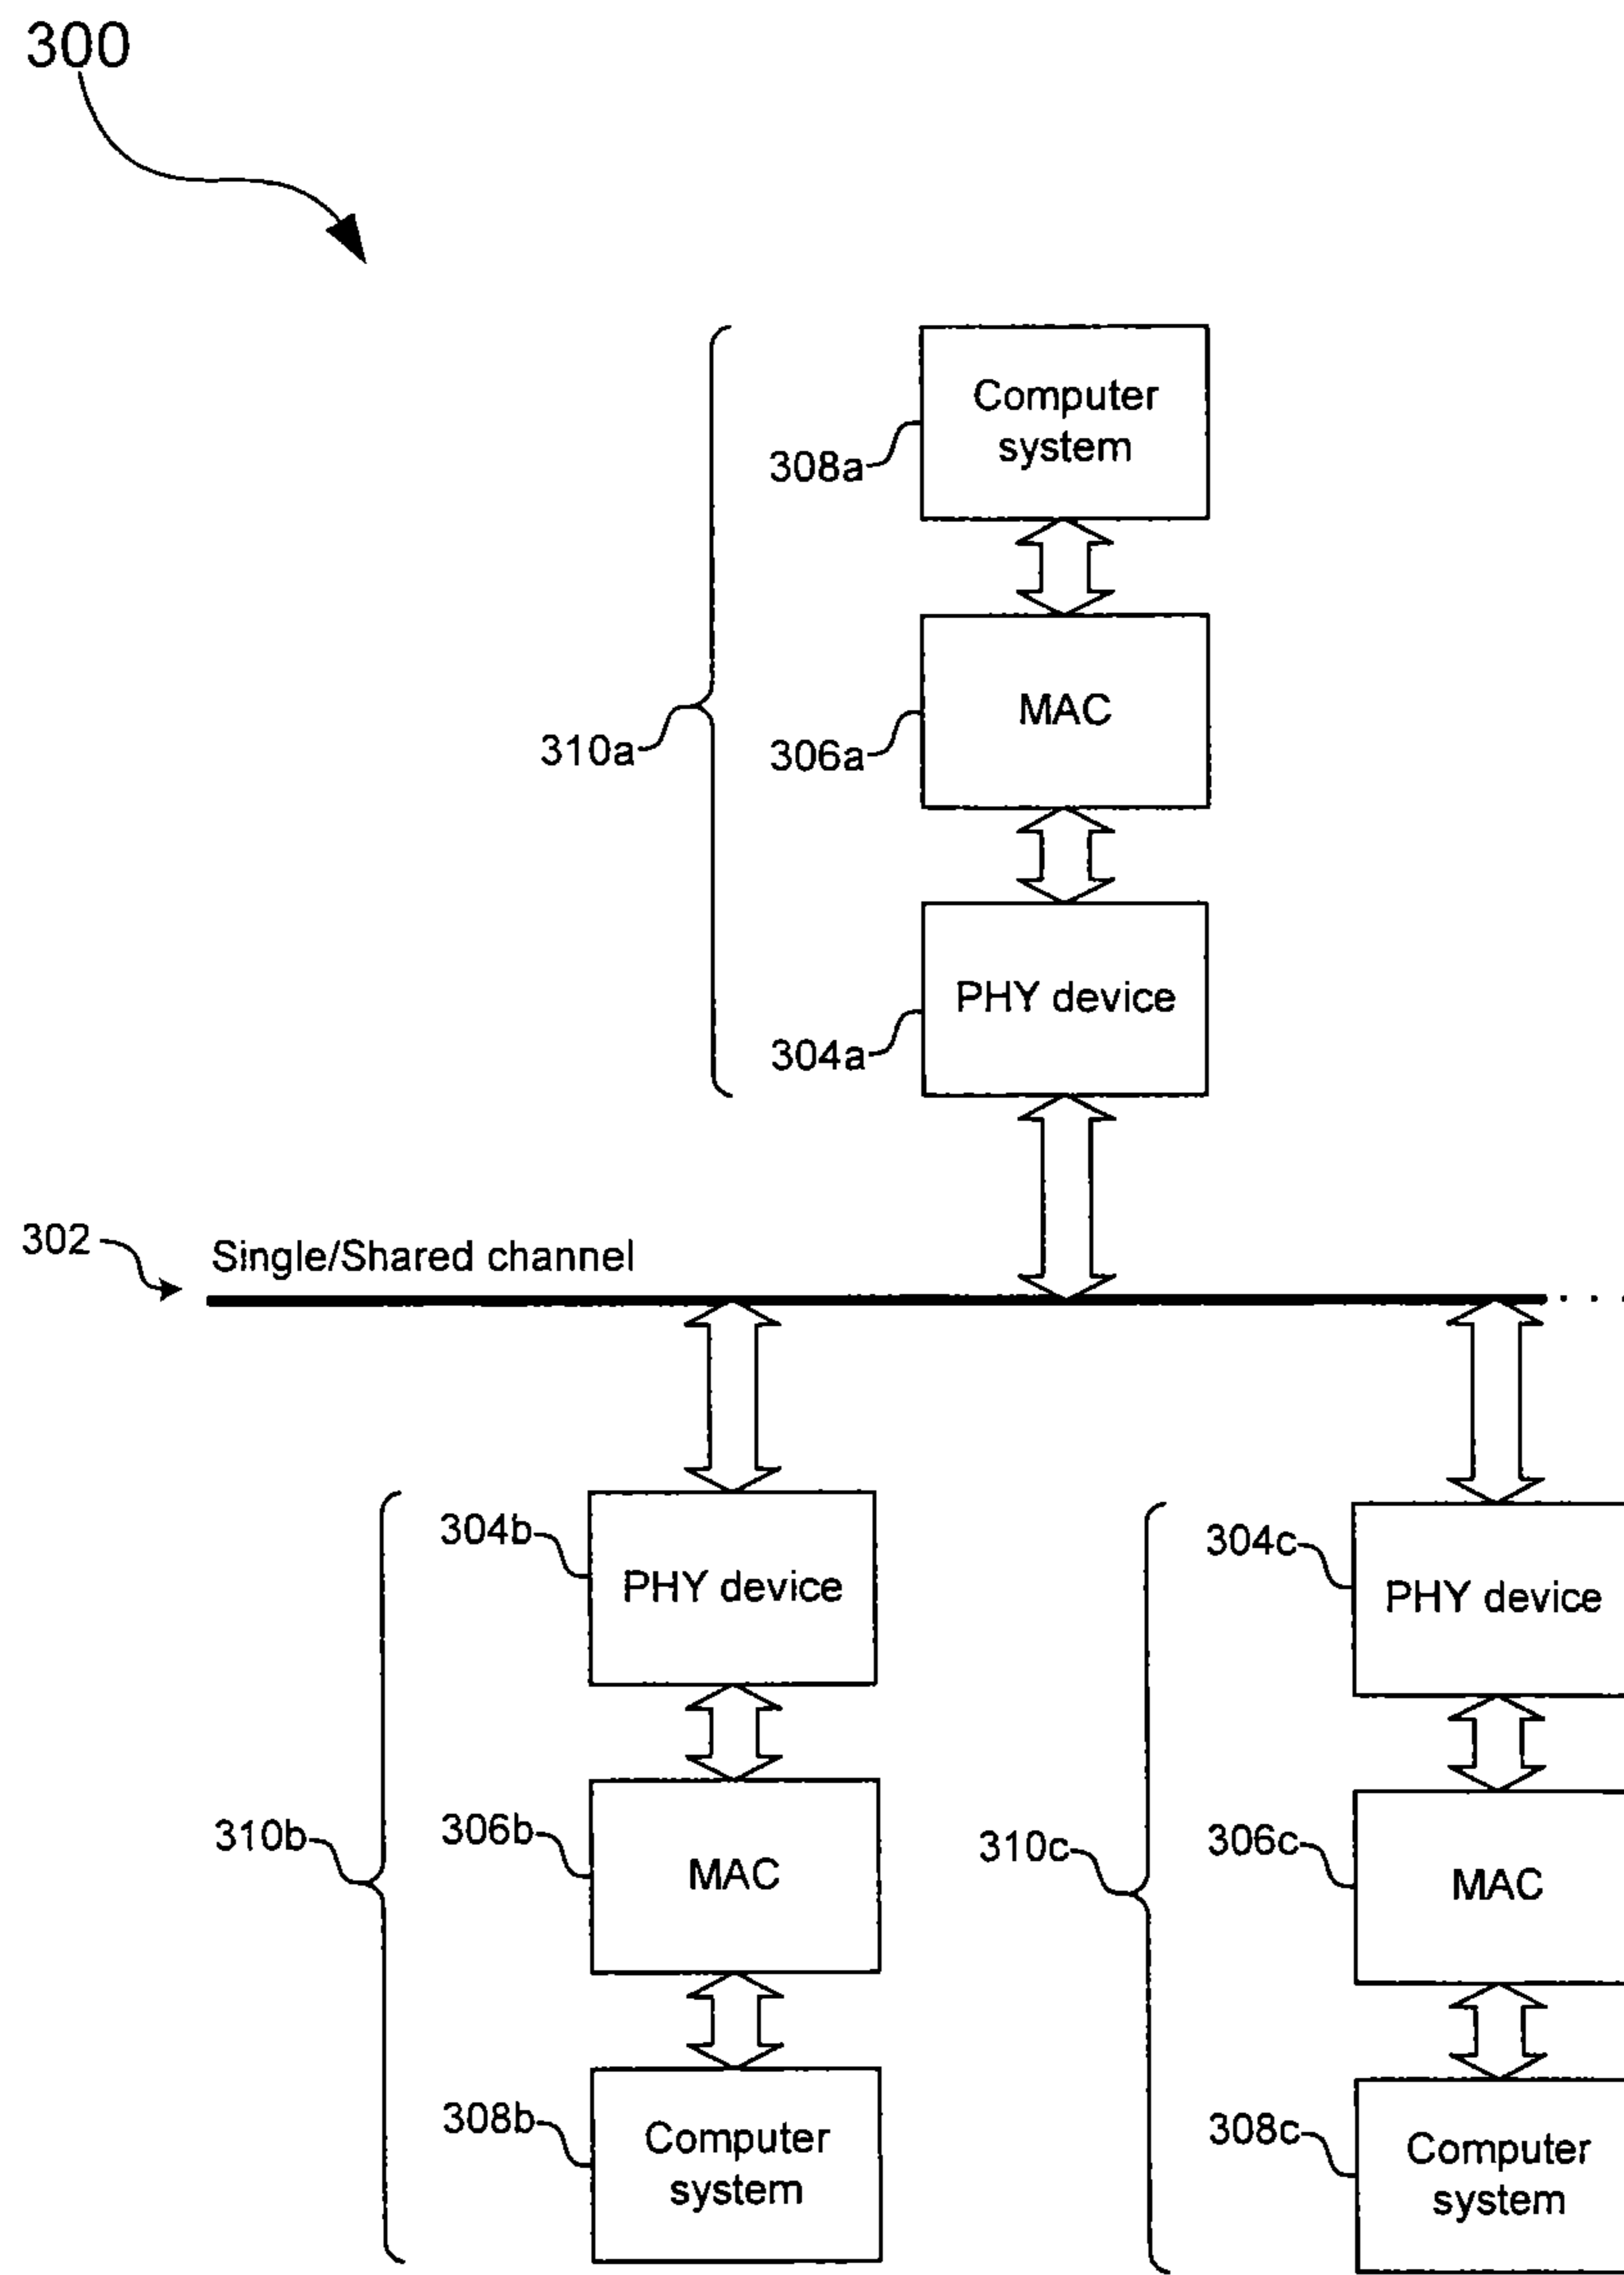 300
Computer
system
308a
MAC
306a
310a
PHY device
304a
302
Single/Shared channel
304b
PHY device
304c
PHY device
310b
306b
MAC
310c
306c
MAC
308b
Computer
system
308c
Computer
system